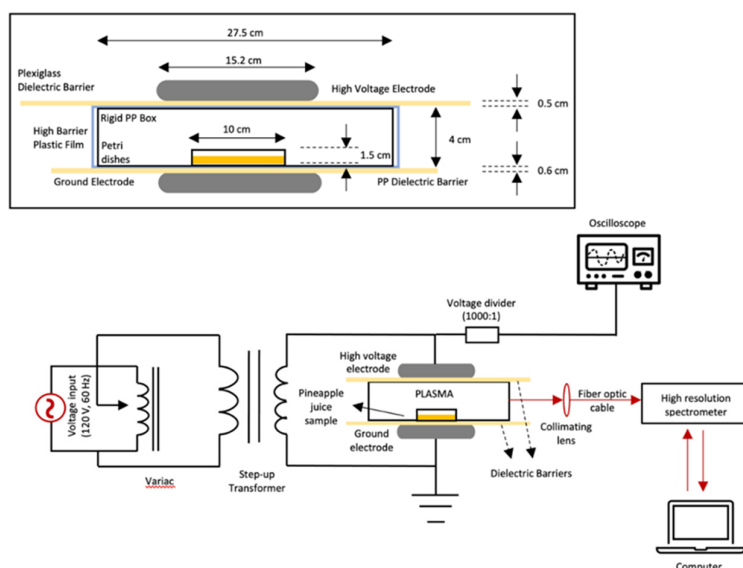 27.5 cm
15.2 cm
Plexiglass
Dielectric Barrier
High Voltage Electrode
0.5 cm
Rigid PP Box
High Barrier
Plastic Film
Petri
dishes
10 cm
1.5 cm
4 cm
0.6 cm
Ground Electrode
PP Dielectric Barrier
Oscilloscope
Voltage divider
(1000:1)
High voltage
electrode
PLASMA
Fiber optic
cable
High resolution
spectrometer
Voltage input
(120 V, 60 Hz)
Pineapple
juice
sample
Ground
electrode
Collimating
lens
Dielectric Barriers
Variac
Step-up
Transformer
Computer